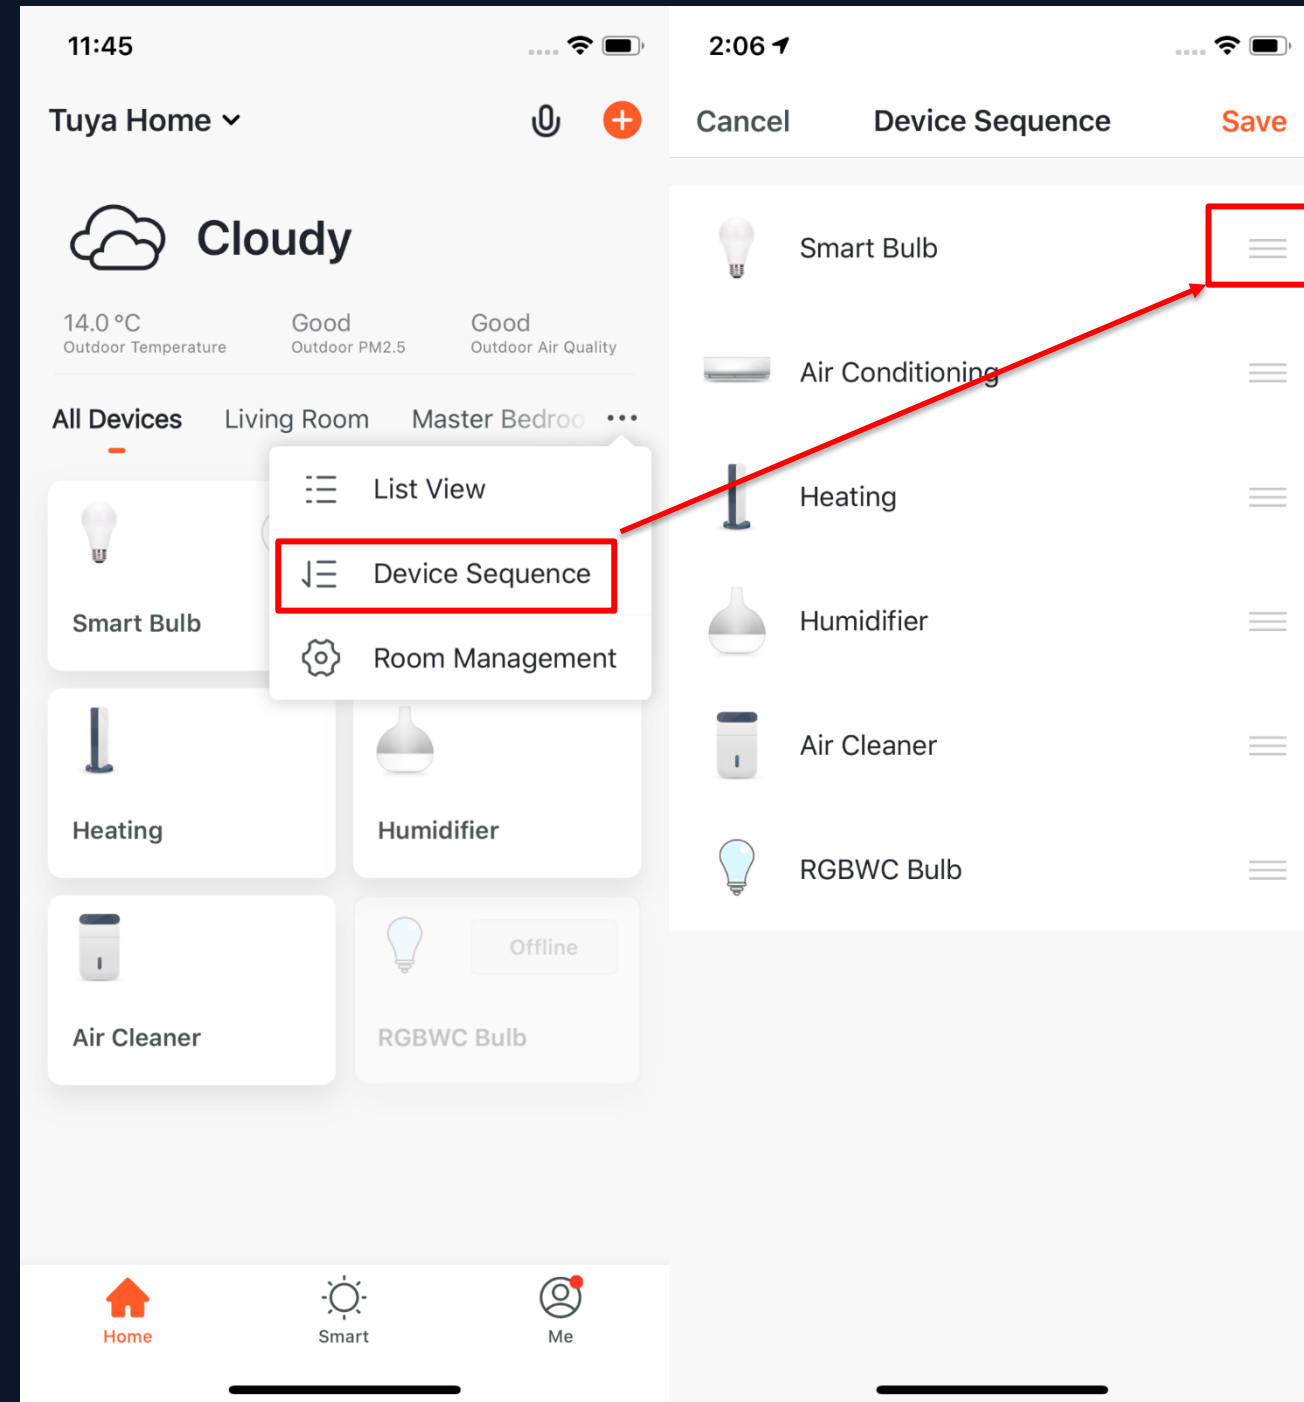 11:45
Tuya Home
Cloudy
14.0 °C
Outdoor Temperature
Good
Outdoor PM2.5
Good
Outdoor Air Quality
All Devices
Living Room
Master Bedroo
List View
Device Sequence
Room Management
Smart Bulb
Heating
Humidifier
Air Cleaner
Offline
RGBWC Bulb
Home
Smart
Me
2:06
Cancel
Device Sequence
Save
Smart Bulb
Air Conditioning
Heating
Humidifier
Air Cleaner
RGBWC Bulb